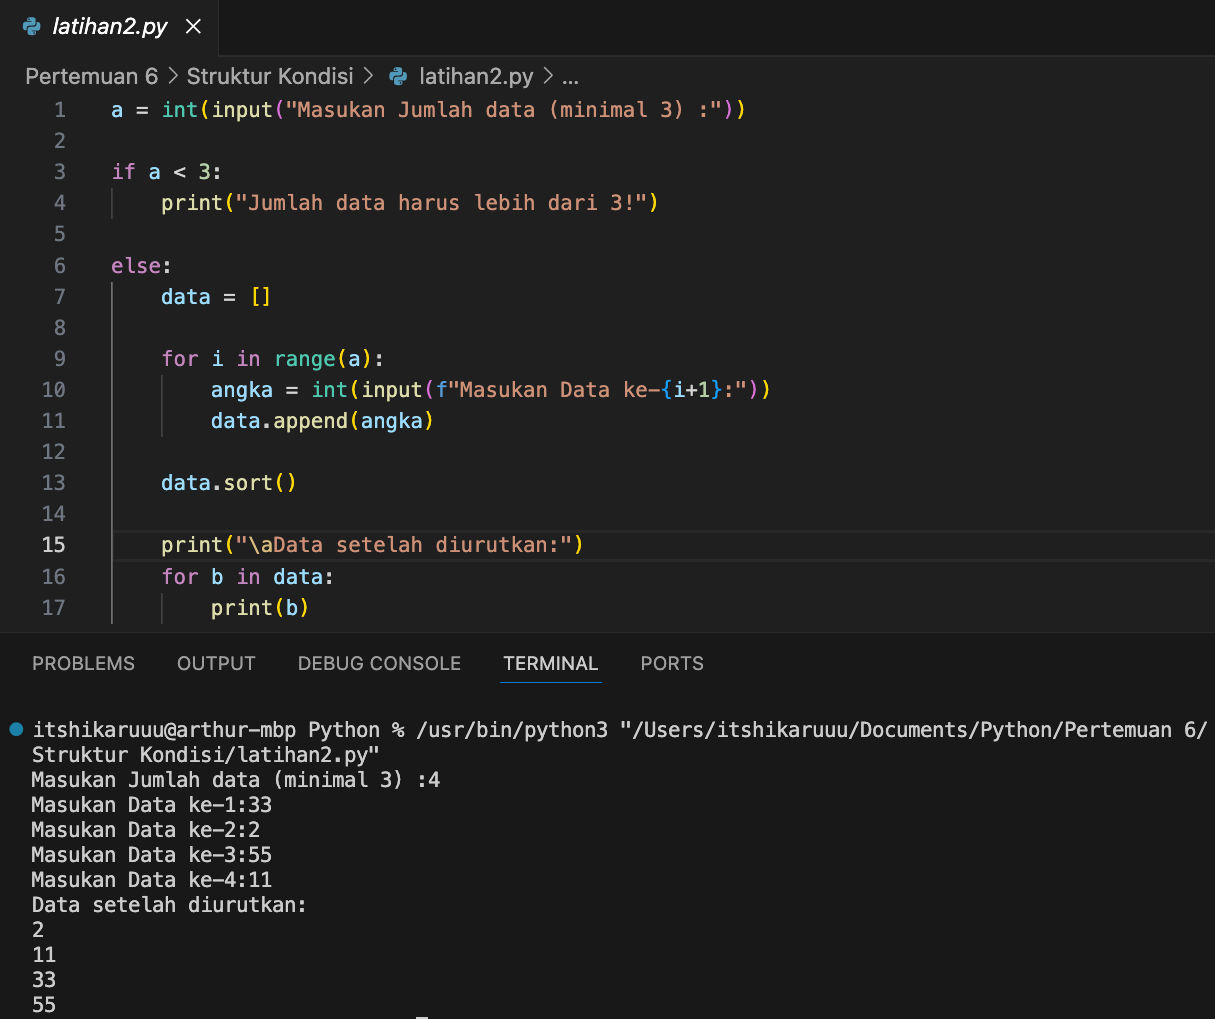 latihan2.py ×
Pertemuan 6 > Struktur Kondisi > latihan2.py > ...
1 a = int(input("Masukan Jumlah data (minimal 3) :"))
2
3 if a < 3:
4     print("Jumlah data harus lebih dari 3!")
5
6 else:
7     data = []
8
9     for i in range(a):
10         angka = int(input(f"Masukan Data ke-{i+1}:"))
11         data.append(angka)
12
13     data.sort()
14
15     print("\aData setelah diurutkan:")
16     for b in data:
17         print(b)
PROBLEMS OUTPUT DEBUG CONSOLE TERMINAL PORTS
itshikaruuu@arthur-mbp Python % /usr/bin/python3 "/Users/itshikaruuu/Documents/Python/Pertemuan 6/
Struktur Kondisi/latihan2.py"
Masukan Jumlah data (minimal 3) :4
Masukan Data ke-1:33
Masukan Data ke-2:2
Masukan Data ke-3:55
Masukan Data ke-4:11
Data setelah diurutkan:
2
11
33
55